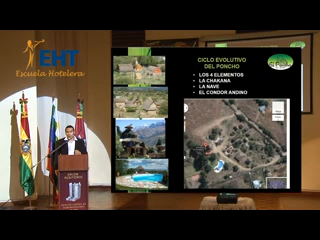 EHT
Escuela Hotelera
CICLO EVOLUTIVO
DEL PONCHO
• LOS 4 ELEMENTOS
• LA CHAKANA
• LA NAVE
• EL CONDOR ANDINO